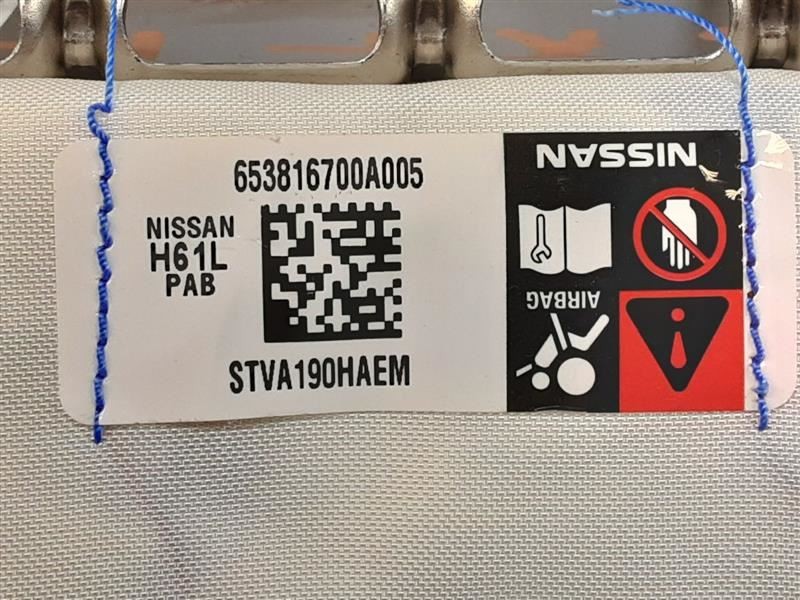 653816700A005
NISSAN
H61L
PAB
STVA190HAEM
NISSAN
AIRBAG